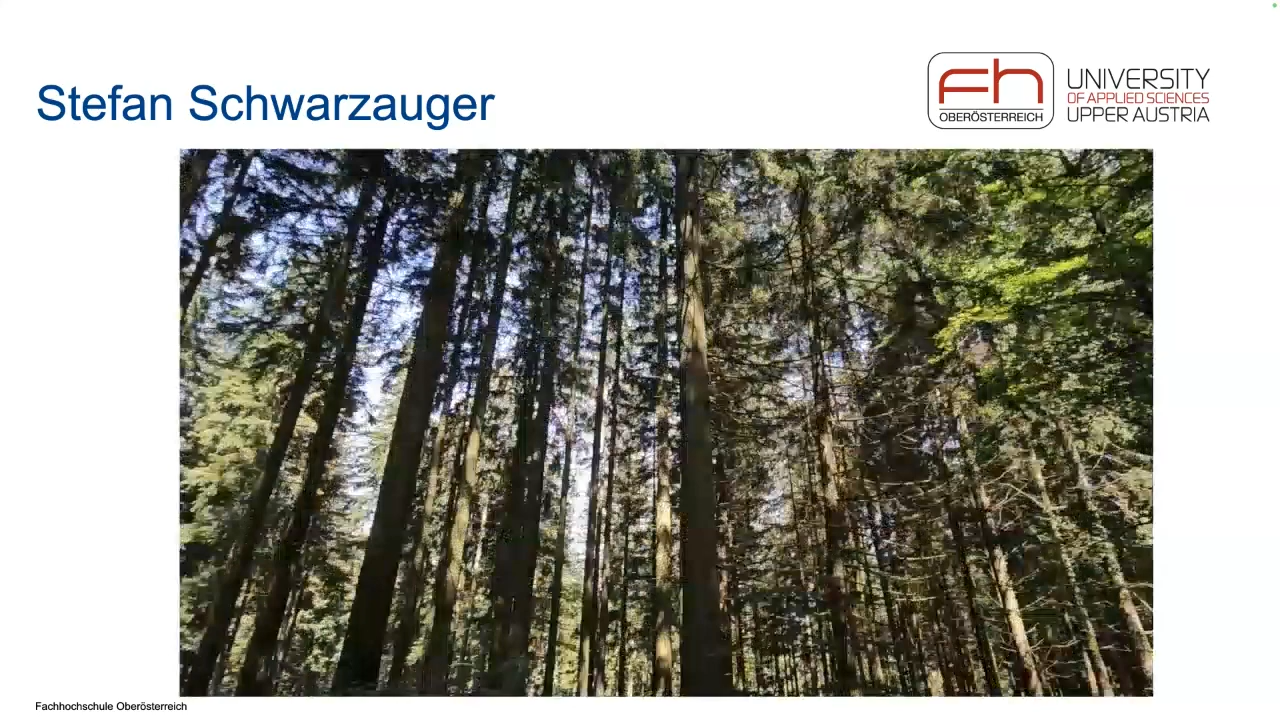 Stefan Schwarzauger
fh
OBERÖSTERREICH
UNIVERSITY
OF APPLIED SCIENCES
UPPER AUSTRIA
Fachhochschule Oberösterreich